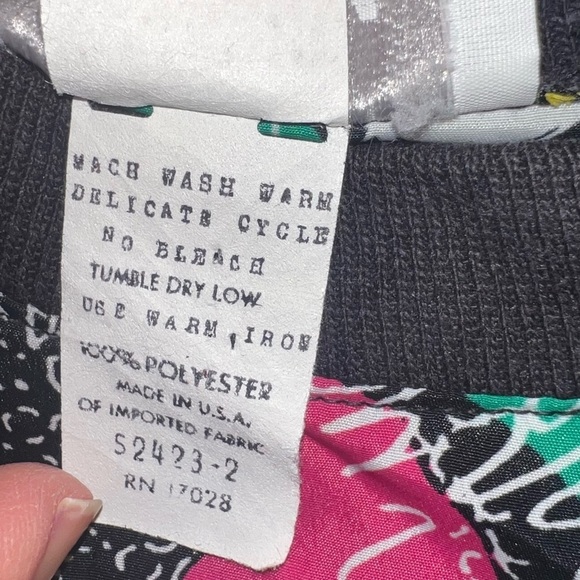 MACH WASH WARM
DELICATE CYCLE
NO BLEACH
TUMBLE DRY LOW
USE WARM IRON
100% POLYESTER
MADE IN U.S.A.
OF IMPORTED FABRIC
S2423-2
RN 17028